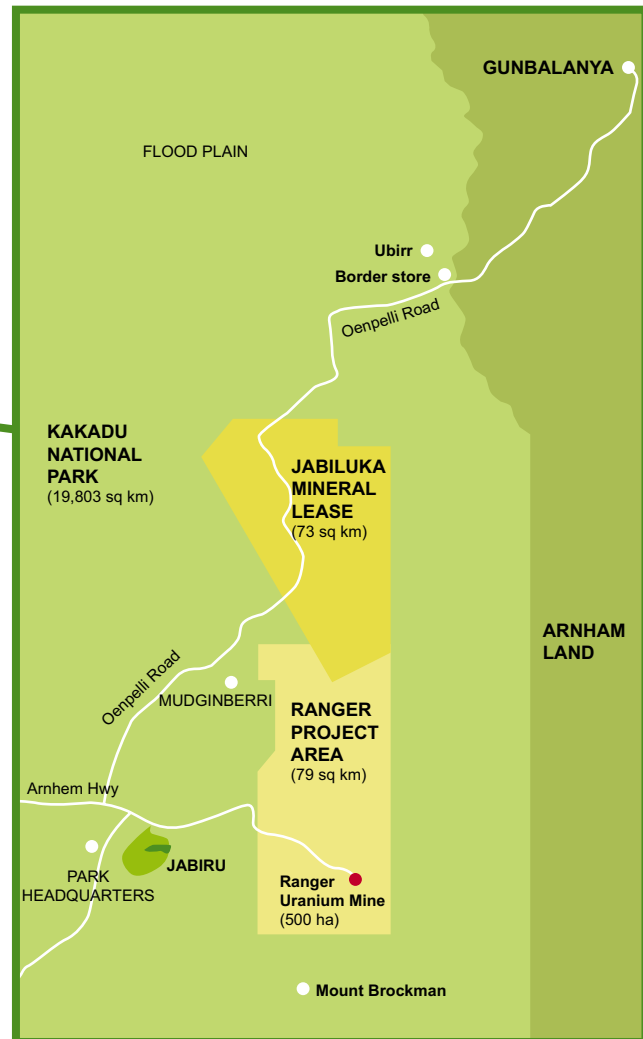 GUNBALANYA
FLOOD PLAIN
Ubirr
Border store
Oenpelli Road
KAKADU
NATIONAL
PARK
(19,803 sq km)
JABILUKA
MINERAL
LEASE
(73 sq km)
ARNHAM
LAND
Oenpelli Road
MUDGINBERRI
RANGER
PROJECT
AREA
(79 sq km)
Arnhem Hwy
JABIRU
PARK
HEADQUARTERS
Ranger
Uranium Mine
(500 ha)
Mount Brockman